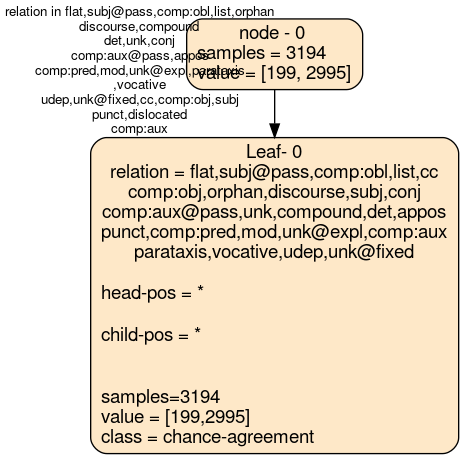 relation in flat,subj@pass,comp:obl,list,orphan
discourse,compound
det,unk,conj
comp:aux@pass,appos
comp:pred,mod,unk@expl,parataxis
,vocative
udep,unk@fixed,cc,comp:obj,subj
punct,dislocated
comp:aux
node - 0
samples = 3194
value = [199, 2995]
Leaf- 0
relation = flat,subj@pass,comp:obl,list,cc
comp:obj,orphan,discourse,subj,conj
comp:aux@pass,unk,compound,det,appos
punct,comp:pred,mod,unk@expl,comp:aux
parataxis,vocative,udep,unk@fixed
head-pos = *
child-pos = *
samples=3194
value = [199,2995]
class = chance-agreement